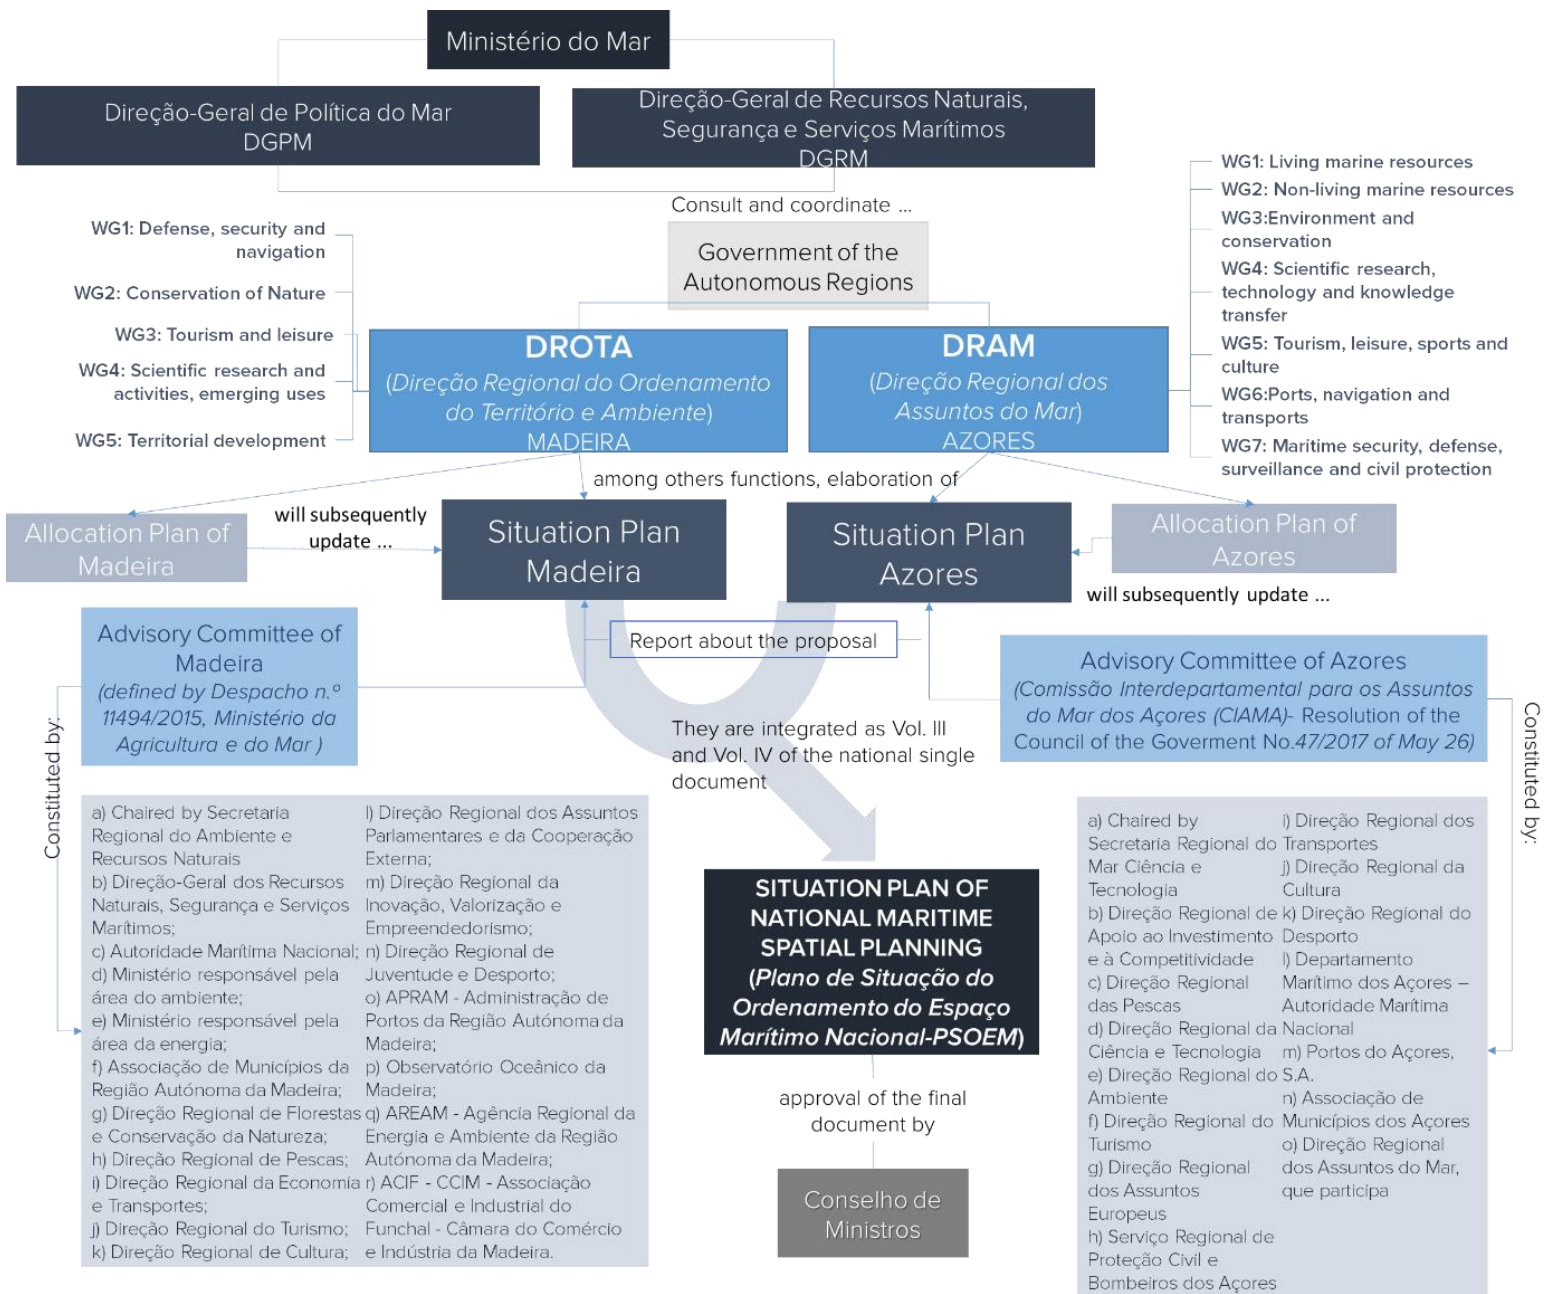 Ministério do Mar
Direção-Geral de Política do Mar
DGPM
Direção-Geral de Recursos Naturais,
Segurança e Serviços Marítimos
DGRM
Consult and coordinate ...
Government of the
Autonomous Regions
WG1: Defense, security and
navigation
WG2: Conservation of Nature
WG3: Tourism and leisure
WG4: Scientific research and
activities, emerging uses
WG5: Territorial development
DROTA
(Direção Regional do Ordenamento
do Território e Ambiente)
MADEIRA
DRAM
(Direção Regional dos
Assuntos do Mar)
AZORES
WG1: Living marine resources
WG2: Non-living marine resources
WG3:Environment and
conservation
WG4: Scientific research,
technology and knowledge
transfer
WG5: Tourism, leisure, sports and
culture
WG6:Ports, navigation and
transports
WG7: Maritime security, defense,
surveillance and civil protection
among others functions, elaboration of
Allocation Plan of
Madeira
will subsequently
update ...
Situation Plan
Madeira
Situation Plan
Azores
Allocation Plan of
Azores
will subsequently update ...
Advisory Committee of
Madeira
(defined by Despacho n.º
11494/2015, Ministério da
Agricultura e do Mar )
Report about the proposal
Advisory Committee of Azores
(Comissão Interdepartamental para os Assuntos
do Mar dos Açores (CIAMA)- Resolution of the
Council of the Goverment No.47/2017 of May 26)
They are integrated as Vol. III
and Vol. IV of the national single
document
Constituted by:
a) Chaired by Secretaria
Regional do Ambiente e
Recursos Naturais
b) Direção-Geral dos Recursos
Naturais, Segurança e Serviços
Marítimos;
c) Autoridade Marítima Nacional;
d) Ministério responsável pela
área do ambiente;
e) Ministério responsável pela
área da energia;
f) Associação de Municípios da
Região Autónoma da Madeira;
g) Direção Regional de Florestas
e Conservação da Natureza;
h) Direção Regional de Pescas;
i) Direção Regional da Economia
e Transportes;
j) Direção Regional do Turismo;
k) Direção Regional de Cultura;
l) Direção Regional dos Assuntos
Parlamentares e da Cooperação
Externa;
m) Direção Regional da
Inovação, Valorização e
Empreendedorismo;
n) Direção Regional de
Juventude e Desporto;
o) APRAM - Administração de
Portos da Região Autónoma da
Madeira;
p) Observatório Oceânico da
Madeira;
q) AREAM - Agência Regional da
Energia e Ambiente da Região
Autónoma da Madeira;
r) ACIF - CCIM - Associação
Comercial e Industrial do
Funchal - Câmara do Comércio
e Indústria da Madeira.
SITUATION PLAN OF
NATIONAL MARITIME
SPATIAL PLANNING
(Plano de Situação do
Ordenamento do Espaço
Marítimo Nacional-PSOEM)
approval of the final
document by
Conselho de
Ministros
Constituted by:
a) Chaired by
Secretaria Regional do
Mar Ciência e
Tecnologia
b) Direção Regional de
Apoio ao Investimento
e à Competitividade
c) Direção Regional
das Pescas
d) Direção Regional da
Ciência e Tecnologia
e) Direção Regional do
Ambiente
f) Direção Regional do
Turismo
g) Direção Regional
dos Assuntos
Europeus
h) Serviço Regional de
Proteção Civil e
Bombeiros dos Açores
i) Direção Regional dos
Transportes
j) Direção Regional da
Cultura
k) Direção Regional do
Desporto
l) Departamento
Marítimo dos Açores –
Autoridade Marítima
Nacional
m) Portos do Açores,
S.A.
n) Associação de
Municípios dos Açores
o) Direção Regional
dos Assuntos do Mar,
que participa